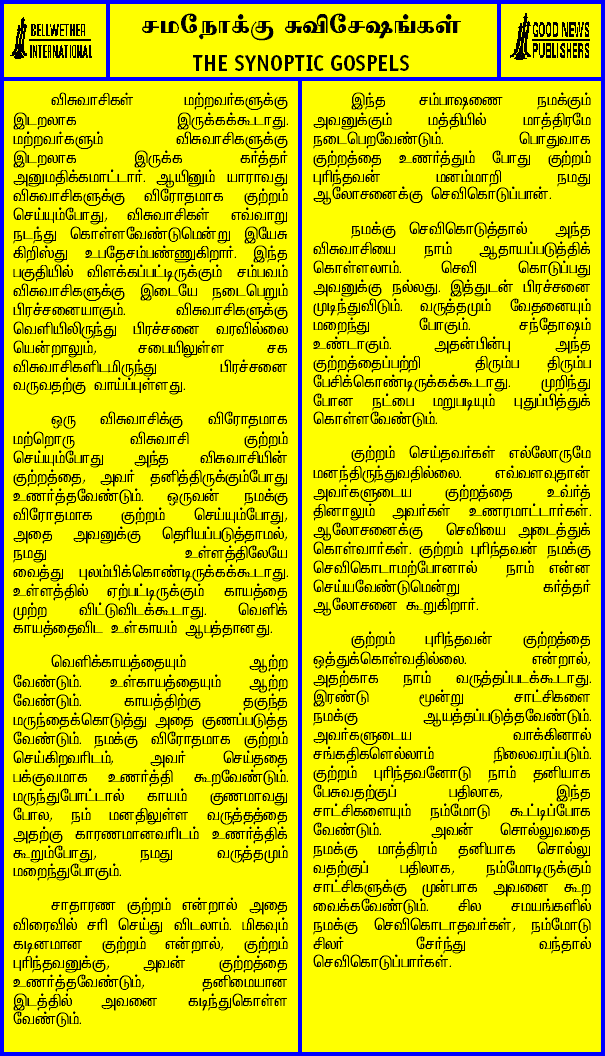 BELLWETHER
INTERNATIONAL
சமநோக்கு சுவிசேஷங்கள்
THE SYNOPTIC GOSPELS
GOOD NEWS
PUBLISHERS
விசுவாசிகள் மற்றவர்களுக்கு
இடறலாக இருக்கக்கூடாது.
மற்றவர்களும் விசுவாசிகளுக்கு
இடறலாக இருக்க கர்த்தர்
அனுமதிக்கமாட்டார். ஆயினும் யாராவது
விசுவாசிகளுக்கு விரோதமாக குற்றம்
செய்யும்போது, விசுவாசிகள் எவ்வாறு
நடந்து கொள்ளவேண்டுமென்று இயேசு
கிறிஸ்து உபதேசம்பண்ணுகிறார். இந்த
பகுதியில் விளக்கப்பட்டிருக்கும் சம்பவம்
விசுவாசிகளுக்கு இடையே நடைபெறும்
பிரச்சனையாகும். விசுவாசிகளுக்கு
வெளியிலிருந்து பிரச்சனை வரவில்லை
யென்றாலும், சபையிலுள்ள சக
விசுவாசிகளிடமிருந்து பிரச்சனை
வருவதற்கு வாய்ப்புள்ளது.
ஒரு விசுவாசிக்கு விரோதமாக
மற்றொரு விசுவாசி குற்றம்
செய்யும்போது அந்த விசுவாசியின்
குற்றத்தை, அவர் தனித்திருக்கும்போது
உணர்த்தவேண்டும். ஒருவன் நமக்கு
விரோதமாக குற்றம் செய்யும்போது,
அதை அவனுக்கு தெரியப்படுத்தாமல்,
நமது உள்ளத்திலேயே
வைத்து புலம்பிக்கொண்டிருக்கக்கூடாது.
உள்ளத்தில் ஏற்பட்டிருக்கும் காயத்தை
முற்ற விட்டுவிடக்கூடாது. வெளிக்
காயத்தைவிட உள்காயம் ஆபத்தானது.
வெளிக்காயத்தையும் ஆற்ற
வேண்டும். உள்காயத்தையும் ஆற்ற
வேண்டும். காயத்திற்கு தகுந்த
மருந்தைக்கொடுத்து அதை குணப்படுத்த
வேண்டும். நமக்கு விரோதமாக குற்றம்
செய்கிறவரிடம், அவர் செய்ததை
பக்குவமாக உணர்த்தி கூறவேண்டும்.
மருந்துபோட்டால் காயம் குணமாவது
போல, நம் மனதிலுள்ள வருத்தத்தை
அதற்கு காரணமானவரிடம் உணர்த்திக்
கூறும்போது, நமது வருத்தமும்
மறைந்துபோகும்.
சாதாரண குற்றம் என்றால் அதை
விரைவில் சரி செய்து விடலாம். மிகவும்
கடினமான குற்றம் என்றால், குற்றம்
புரிந்தவனுக்கு, அவன் குற்றத்தை
உணர்த்தவேண்டும், தனிமையான
இடத்தில் அவனை கடிந்துகொள்ள
வேண்டும்.
இந்த சம்பாஷணை நமக்கும்
அவனுக்கும் மத்தியில் மாத்திரமே
நடைபெறவேண்டும். பொதுவாக
குற்றத்தை உணர்த்தும் போது குற்றம்
புரிந்தவன் மனம்மாறி நமது
ஆலோசனைக்கு செவிகொடுப்பான்.
நமக்கு செவிகொடுத்தால் அந்த
விசுவாசியை நாம் ஆதாயப்படுத்திக்
கொள்ளலாம். செவி கொடுப்பது
அவனுக்கு நல்லது. இத்துடன் பிரச்சனை
முடிந்துவிடும். வருத்தமும் வேதனையும்
மறைந்து போகும். சந்தோஷம்
உண்டாகும். அதன்பின்பு அந்த
குற்றத்தைப்பற்றி திரும்ப திரும்ப
பேசிக்கொண்டிருக்கக்கூடாது. முறிந்து
போன நட்பை மறுபடியும் புதுப்பித்துக்
கொள்ளவேண்டும்.
குற்றம் செய்தவர்கள் எல்லோருமே
மனந்திருந்துவதில்லை. எவ்வளவுதான்
அவர்களுடைய குற்றத்தை உவ்ர்த்
தினாலும் அவர்கள் உணரமாட்டார்கள்.
ஆலோசனைக்கு செவியை அடைத்துக்
கொள்வார்கள். குற்றம் புரிந்தவன் நமக்கு
செவிகொடாமற்போனால் நாம் என்ன
செய்யவேண்டுமென்று கர்த்தர்
ஆலோசனை கூறுகிறார்.
குற்றம் புரிந்தவன் குற்றத்தை
ஒத்துக்கொள்வதில்லை. என்றால்,
அதற்காக நாம் வருத்தப்படக்கூடாது.
இரண்டு மூன்று சாட்சிகளை
நமக்கு ஆயத்தப்படுத்தவேண்டும்.
அவர்களுடைய வாக்கினால்
சங்கதிகளெல்லாம் நிலைவரப்படும்.
குற்றம் புரிந்தவனோடு நாம் தனியாக
பேசுவதற்குப் பதிலாக, இந்த
சாட்சிகளையும் நம்மோடு கூட்டிப்போக
வேண்டும். அவன் சொல்லுவதை
நமக்கு மாத்திரம் தனியாக சொல்லு
வதற்குப் பதிலாக, நம்மோடிருக்கும்
சாட்சிகளுக்கு முன்பாக அவனை கூற
வைக்கவேண்டும். சில சமயங்களில்
நமக்கு செவிகொடாதவர்கள், நம்மோடு
சிலர் சேர்ந்து வந்தால்
செவிகொடுப்பார்கள்.